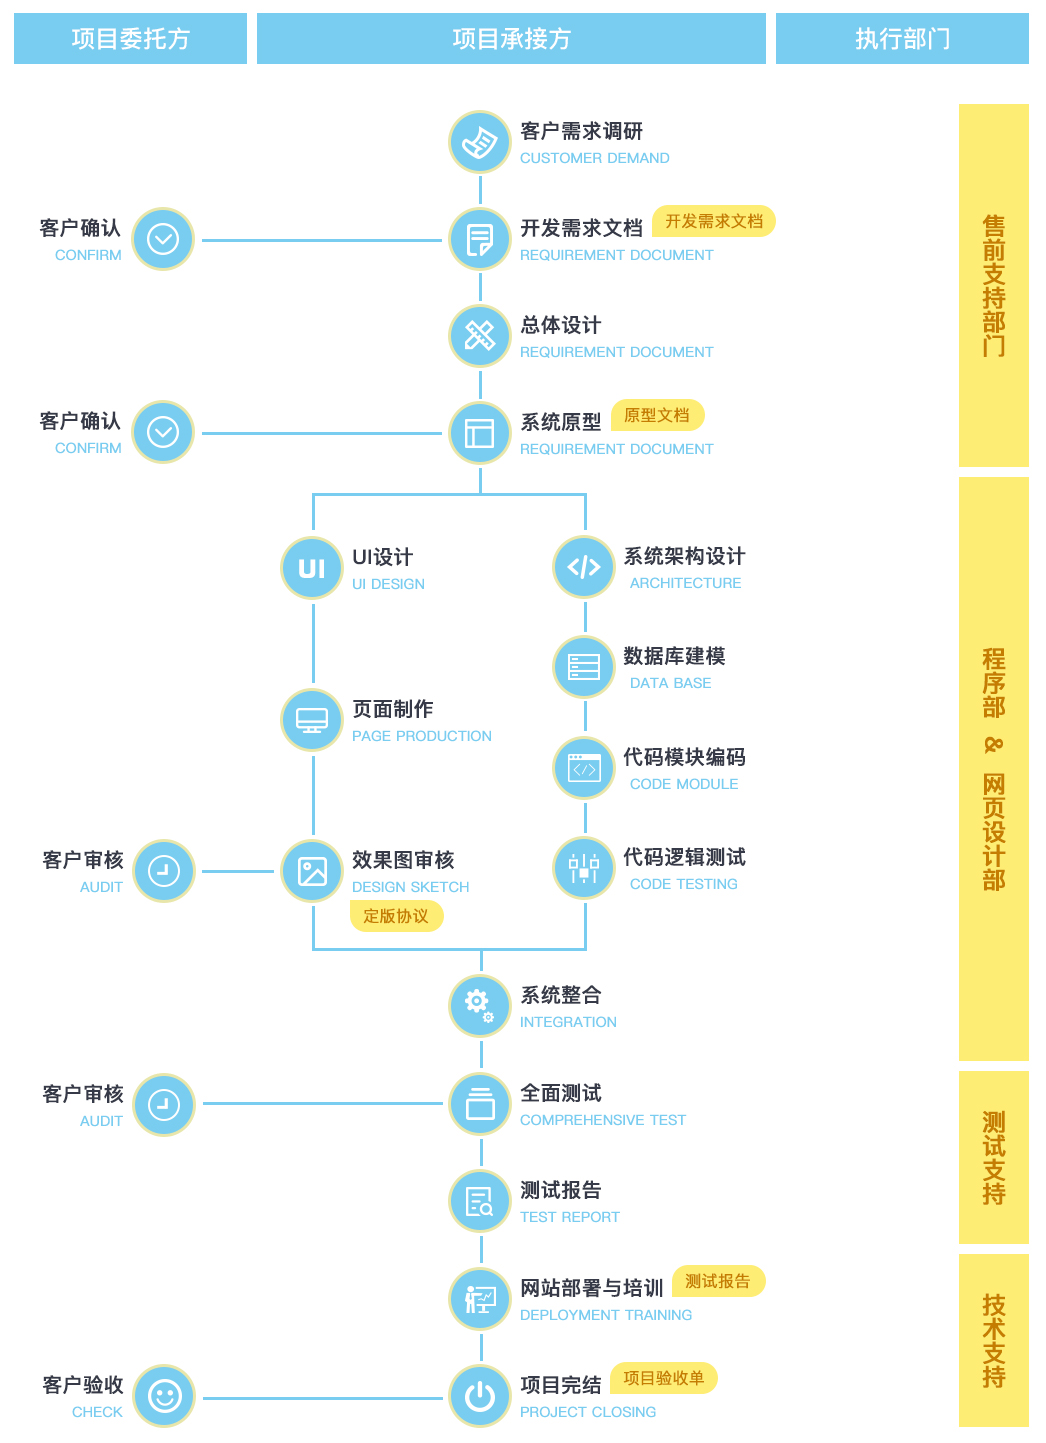 项目委托方
项目承接方
执行部门
客户需求调研
CUSTOMER DEMAND
客户确认
CONFIRM
开发需求文档
REQUIREMENT DOCUMENT
开发需求文档
总体设计
REQUIREMENT DOCUMENT
客户确认
CONFIRM
系统原型
REQUIREMENT DOCUMENT
原型文档
售前支持部门
UI
UI设计
UI DESIGN
系统架构设计
ARCHITECTURE
数据库建模
DATA BASE
页面制作
PAGE PRODUCTION
代码模块编码
CODE MODULE
客户审核
AUDIT
效果图审核
DESIGN SKETCH
定版协议
代码逻辑测试
CODE TESTING
系统整合
INTEGRATION
程序部 & 网页设计部
客户审核
AUDIT
全面测试
COMPREHENSIVE TEST
测试报告
TEST REPORT
测试支持
网站部署与培训
DEPLOYMENT TRAINING
测试报告
客户验收
CHECK
项目完结
PROJECT CLOSING
项目验收单
技术支持